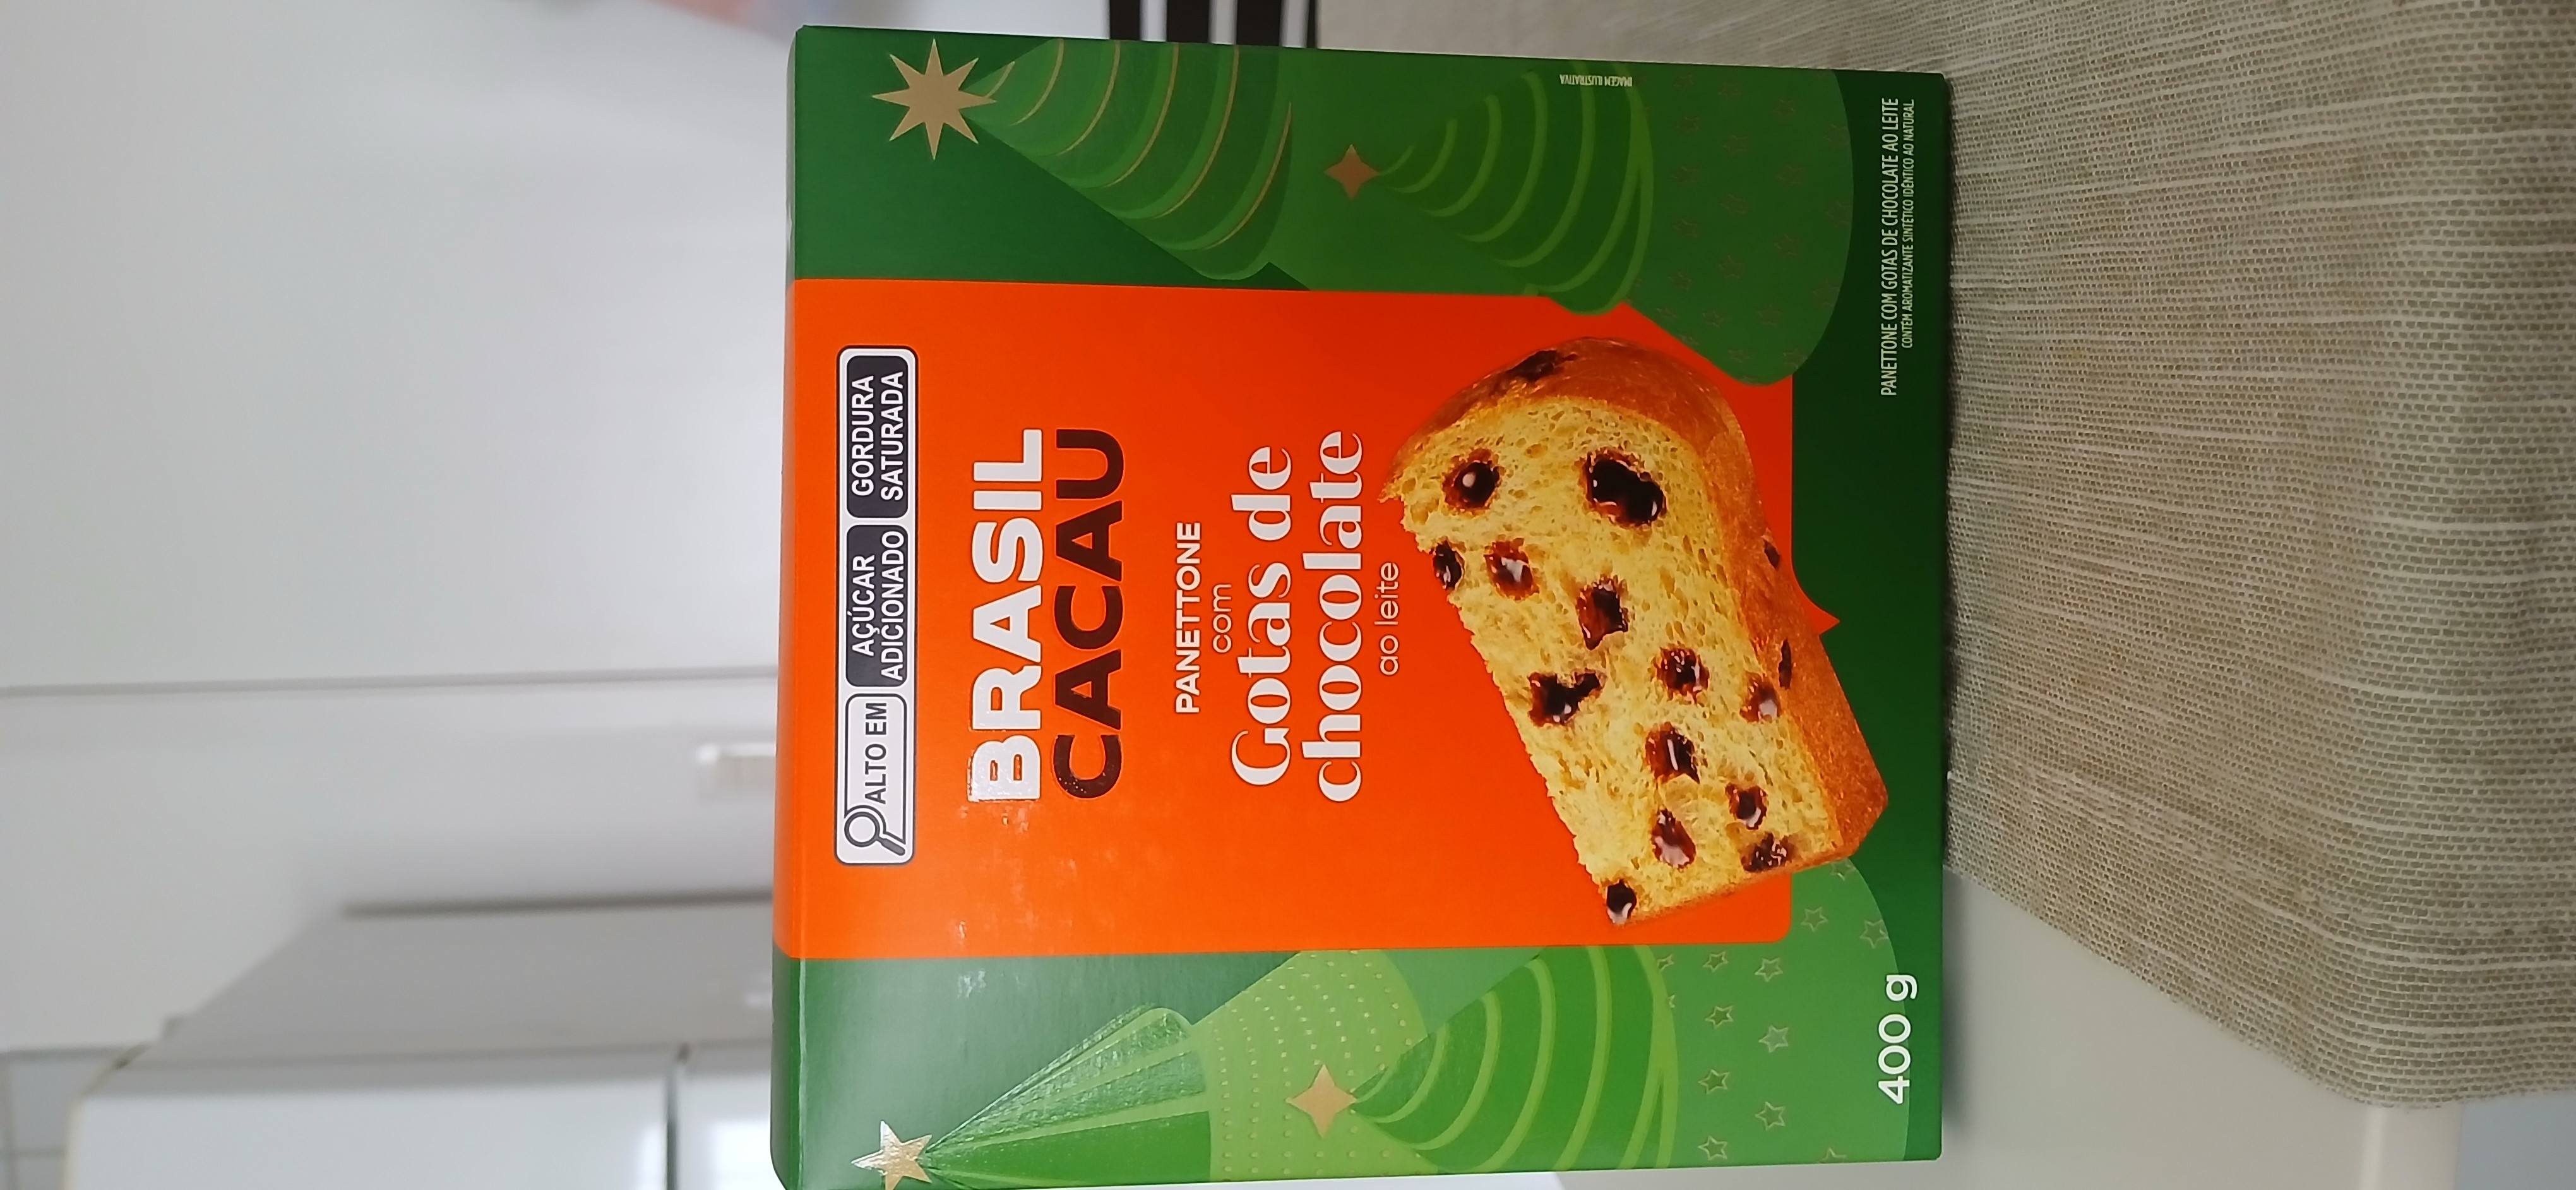 ALTO EM
AÇÚCAR
ADICIONADO
GORDURA
SATURADA
BRASIL
CACAU
PANETTONE
com
Gotas de
chocolate
ao leite
IMAGEM ILUSTRATIVA
400 g
PANETTONE COM GOTAS DE CHOCOLATE AO LEITE
CONTÉM AROMATIZANTE SINTÉTICO IDÊNTICO AO NATURAL